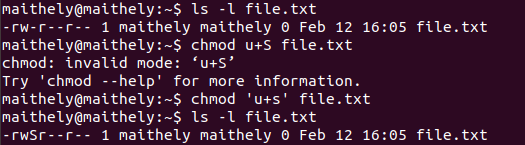 maithely@maithely:~$ ls -l file.txt
-rw-r--r-- 1 maithely maithely 0 Feb 12 16:05 file.txt
maithely@maithely:~$ chmod u+S file.txt
chmod: invalid mode: ‘u+S’
Try 'chmod --help' for more information.
maithely@maithely:~$ chmod 'u+s' file.txt
maithely@maithely:~$ ls -l file.txt
-rwSr--r-- 1 maithely maithely 0 Feb 12 16:05 file.txt